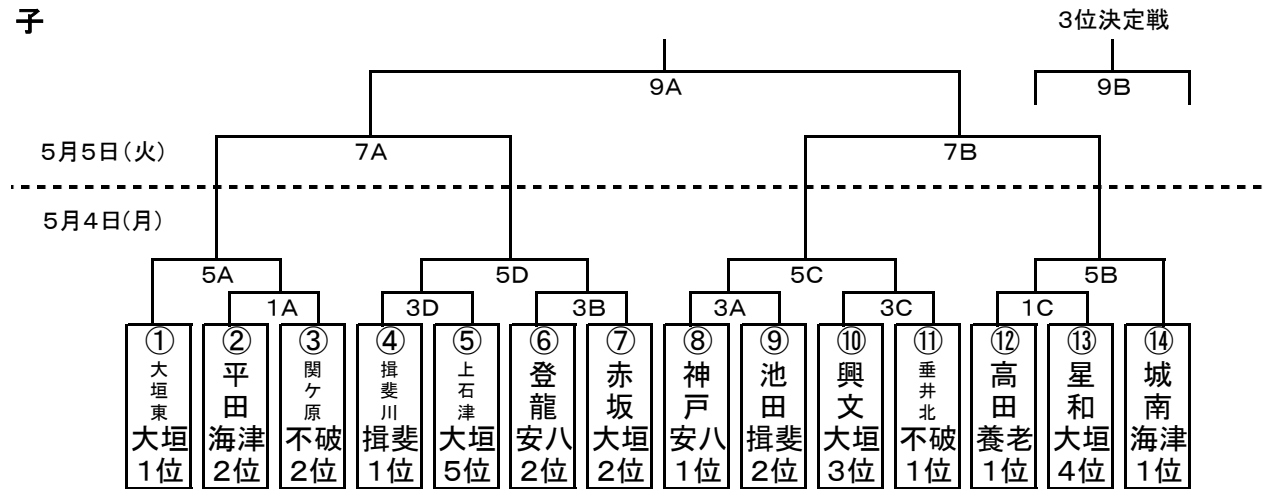 子
3位決定戦
9A
9B
5月5日(火)
7A
7B
5月4日(月)
5A
5D
5C
5B
1A
3D
3B
3A
3C
1C
① 大垣東 大垣 1位
② 平田 海津 2位
③ 関ケ原 不破 2位
④ 揖斐川 揖斐 1位
⑤ 上石津 大垣 5位
⑥ 登龍 安八 2位
⑦ 赤坂 大垣 2位
⑧ 神戸 安八 1位
⑨ 池田 揖斐 2位
⑩ 興文 大垣 3位
⑪ 垂井北 不破 1位
⑫ 高田 養老 1位
⑬ 星和 大垣 4位
⑭ 城南 海津 1位